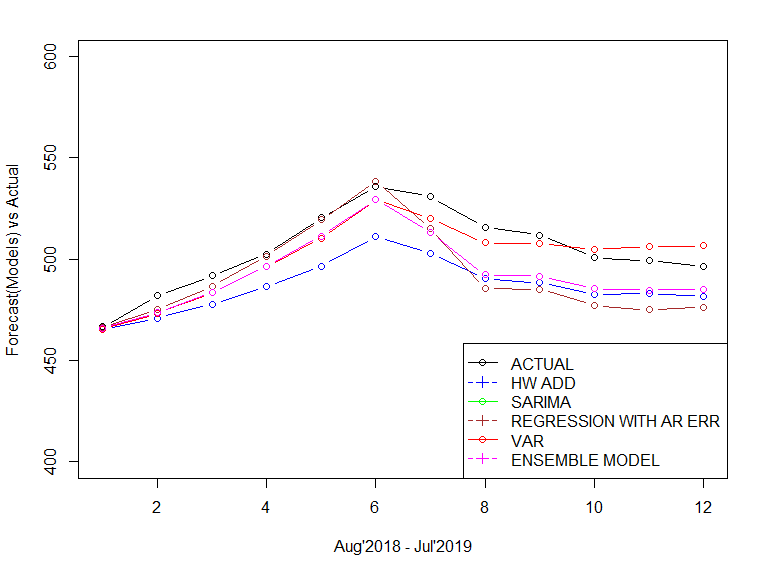 600
550
500
450
400
Forecast(Models) vs Actual
ACTUAL
HW ADD
SARIMA
REGRESSION WITH AR ERR
VAR
ENSEMBLE MODEL
2 4 6 8 10 12
Aug'2018 - Jul'2019